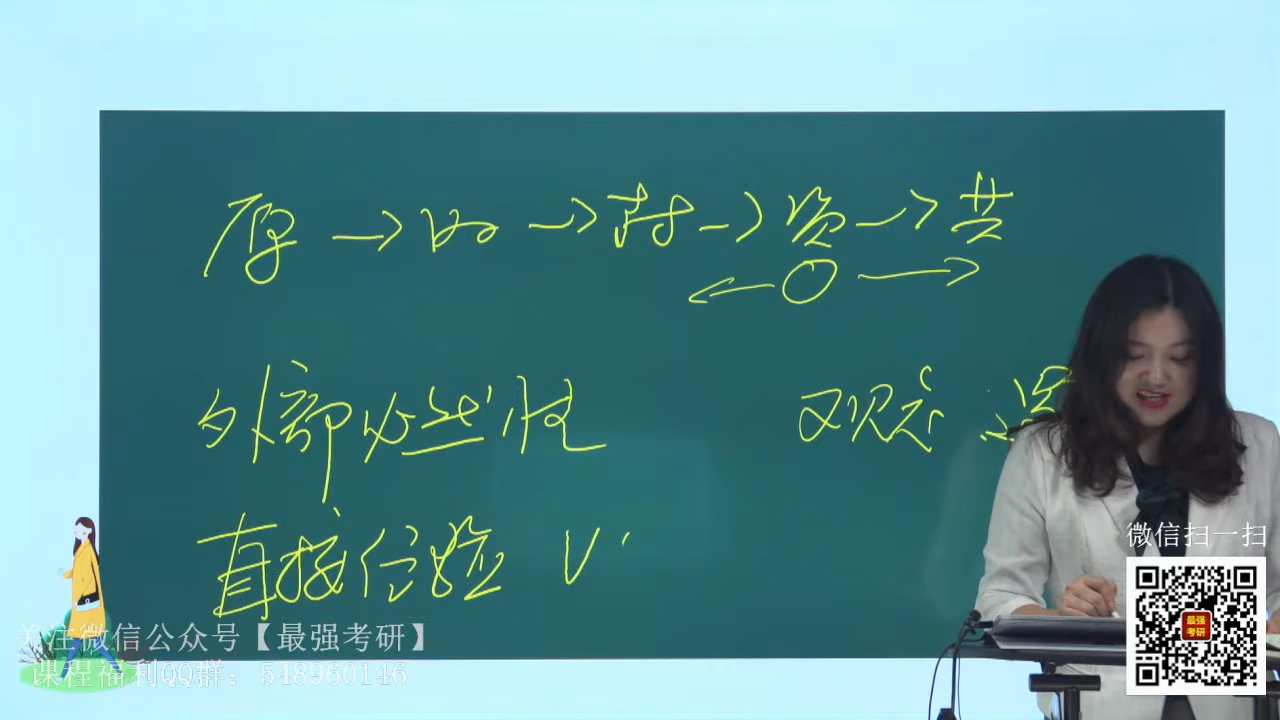 原→奴→封→资→共
外部必然性 观念
直接经验
微信扫一扫
最强考研
关注微信公众号【最强考研】
课程福利QQ群：548960146